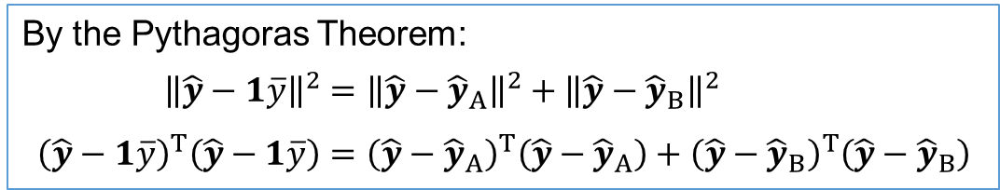 By the Pythagoras Theorem:
‖ŷ − 1ȳ‖² = ‖ŷ − ŷ_A‖² + ‖ŷ − ŷ_B‖²
(ŷ − 1ȳ)ᵀ(ŷ − 1ȳ) = (ŷ − ŷ_A)ᵀ(ŷ − ŷ_A) + (ŷ − ŷ_B)ᵀ(ŷ − ŷ_B)